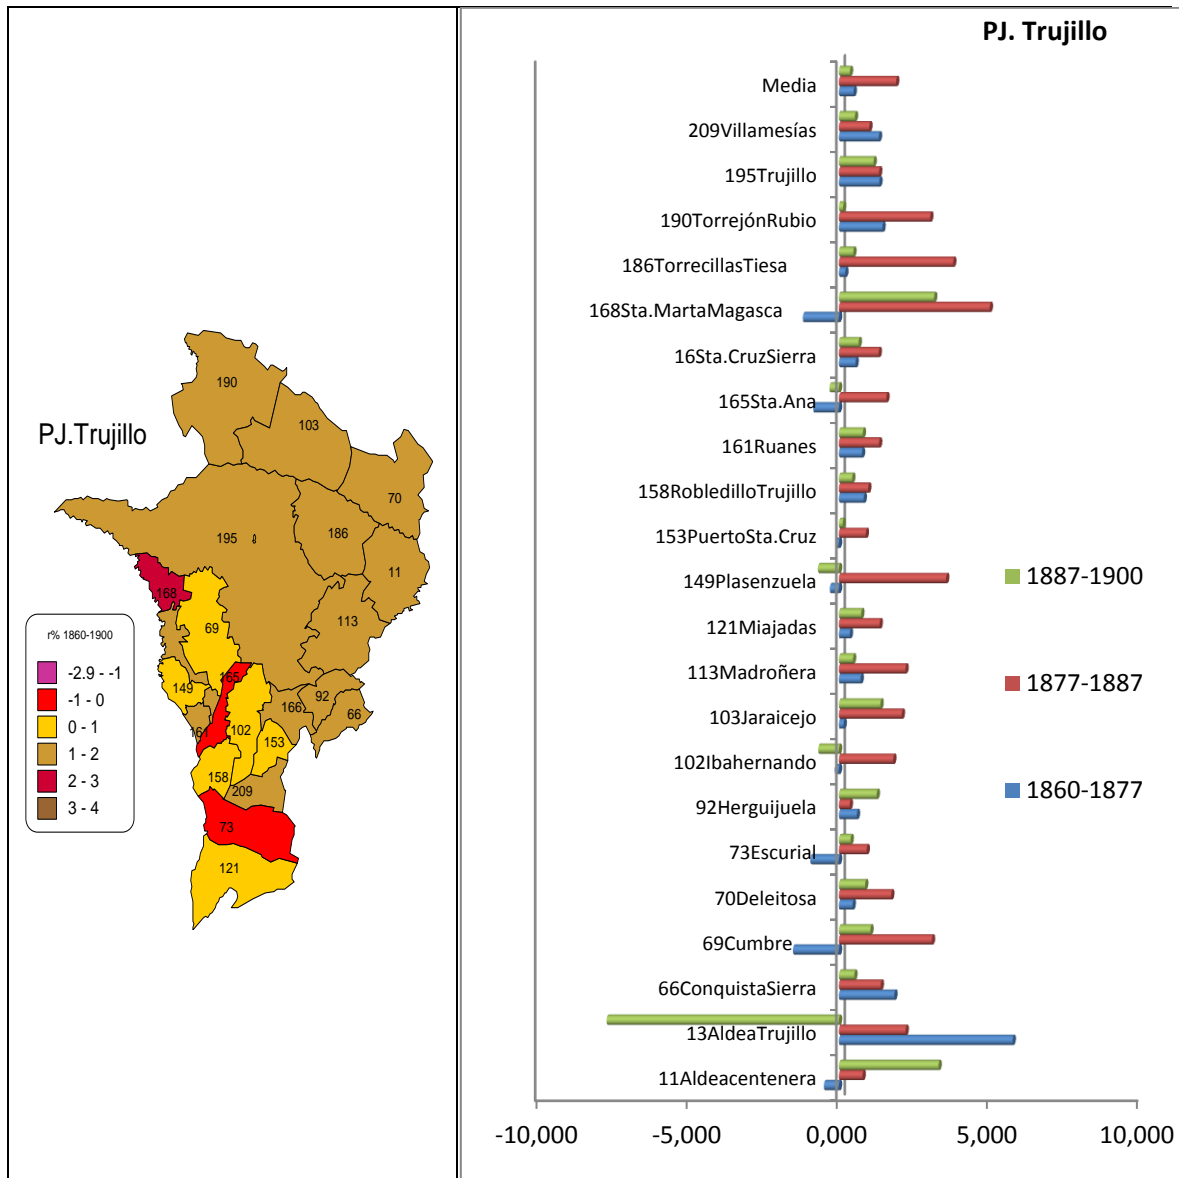 PJ.Trujillo
190
103
70
195
186
11
168
69
113
149
165
166
92
66
161
102
153
158
209
73
121
r% 1860-1900
-2.9 - -1
-1 - 0
0 - 1
1 - 2
2 - 3
3 - 4
PJ. Trujillo
Media
209Villamesías
195Trujillo
190TorrejónRubio
186TorrecillasTiesa
168Sta.MartaMagasca
16Sta.CruzSierra
165Sta.Ana
161Ruanes
158RobledilloTrujillo
153PuertoSta.Cruz
149Plasenzuela
121Miajadas
113Madroñera
103Jaraicejo
102Ibahernando
92Herguijuela
73Escurial
70Deleitosa
69Cumbre
66ConquistaSierra
13AldeaTrujillo
11Aldeacentenera
1887-1900
1877-1887
1860-1877
-10,000 -5,000 0,000 5,000 10,000